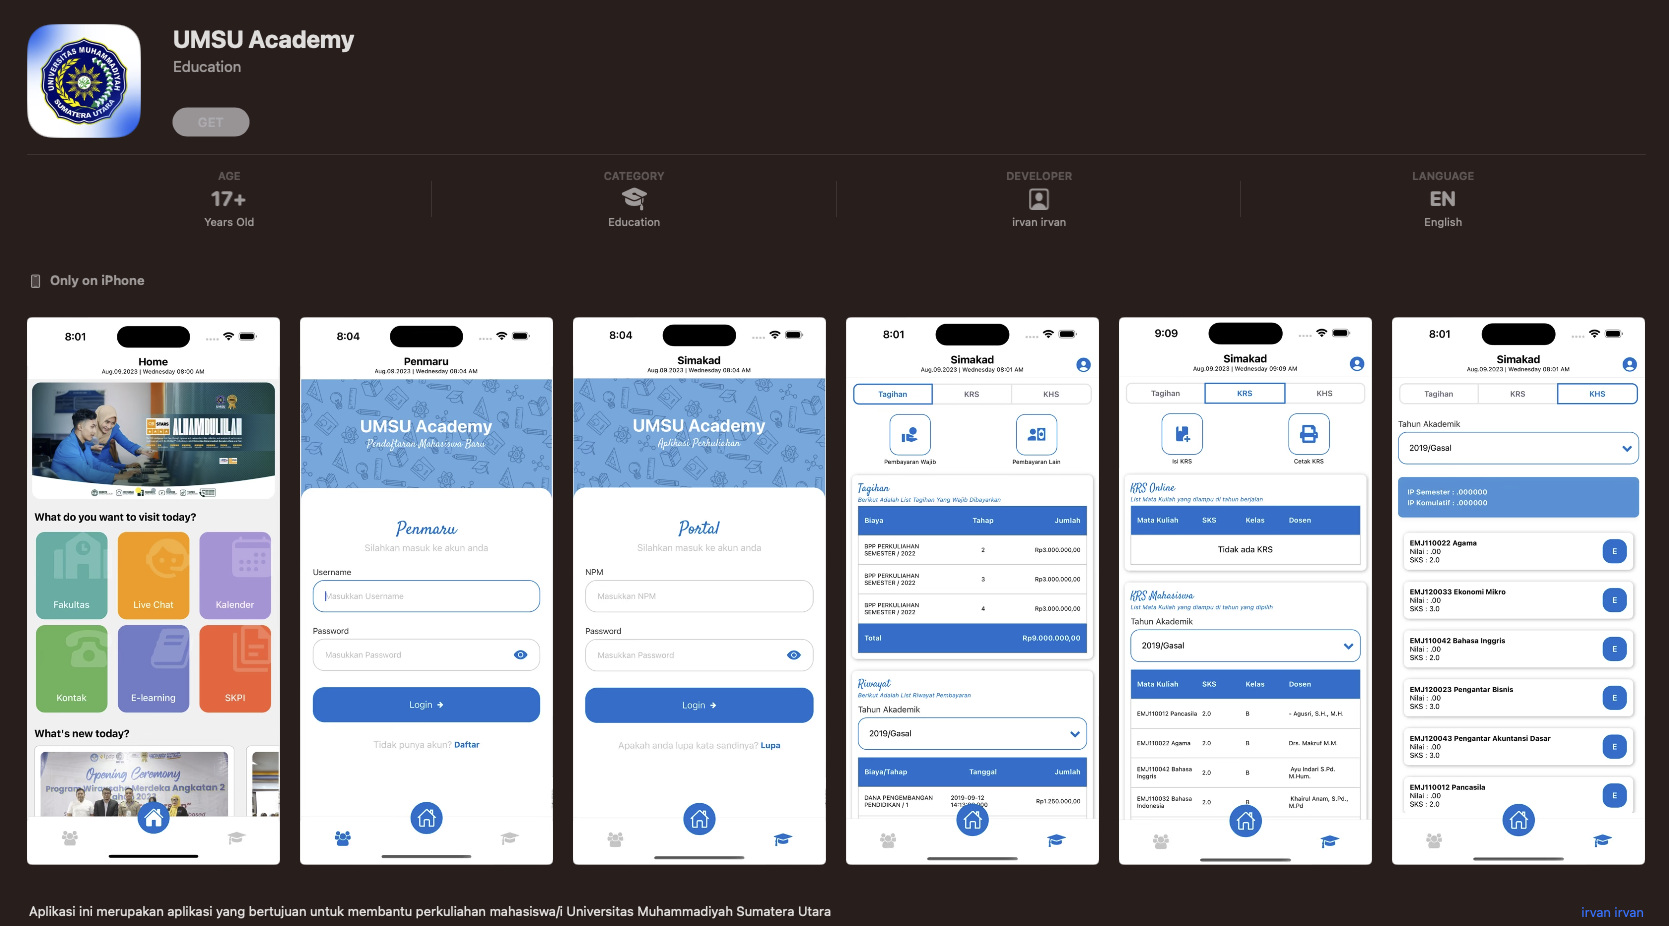 UMSU Academy
Education
GET
UNIVERSITAS MUHAMMADIYAH
SUMATERA UTARA
AGE
17+
Years Old
CATEGORY
Education
DEVELOPER
irvan irvan
LANGUAGE
EN
English
Only on iPhone
8:01
Home
Aug.09.2023 | Wednesday 08:00 AM
STARS
ALHAMDULILLAH
What do you want to visit today?
Fakultas
Live Chat
Kalender
Kontak
E-learning
SKPI
What's new today?
Opening Ceremony
Program Wirausaha Merdeka Angkatan 2
8:04
Penmaru
Aug.09.2023 | Wednesday 08:04 AM
UMSU Academy
Pendaftaran Mahasiswa Baru
Penmaru
Silahkan masuk ke akun anda
Username
Masukkan Username
Password
Masukkan Password
Login
Tidak punya akun? Daftar
8:04
Simakad
Aug.09.2023 | Wednesday 08:04 AM
UMSU Academy
Aplikasi Perkuliahan
Portal
Silahkan masuk ke akun anda
NPM
Masukkan NPM
Password
Masukkan Password
Login
Apakah anda lupa kata sandinya? Lupa
8:01
Simakad
Aug.09.2023 | Wednesday 08:01 AM
Tagihan KRS KHS
Pembayaran Wajib Pembayaran Lain
Tagihan
Berikut Adalah List Tagihan Yang Wajib Dibayarkan
Biaya Tahap Jumlah
BPP PERKULIAHAN SEMESTER / 2022 2 Rp3.000.000,00
BPP PERKULIAHAN SEMESTER / 2022 3 Rp3.000.000,00
BPP PERKULIAHAN SEMESTER / 2022 4 Rp3.000.000,00
Total Rp9.000.000,00
Riwayat
Berikut Adalah List Riwayat Pembayaran
Tahun Akademik
2019/Gasal
Biaya/Tahap Tanggal Jumlah
DANA PENGEMBANGAN PENDIDIKAN / 1 2019-09-12 Rp1.250.000,00
9:09
Simakad
Aug.09.2023 | Wednesday 09:09 AM
Tagihan KRS KHS
Isi KRS Cetak KRS
KRS Online
List Mata Kuliah yang diampu di tahun berjalan
Mata Kuliah SKS Kelas Dosen
Tidak ada KRS
KRS Mahasiswa
List Mata Kuliah yang diampu di tahun yang dipilih
Tahun Akademik
2019/Gasal
Mata Kuliah SKS Kelas Dosen
EMJ110012 Pancasila 2.0 B - Agusri, S.H., M.H.
EMJ110022 Agama 2.0 B Drs. Makruf M.M.
EMJ110042 Bahasa Inggris 2.0 B Ayu Indari S.Pd. M.Hum.
EMJ110032 Bahasa Indonesia 2.0 B Khairul Anam, S.Pd., M.Pd
8:01
Simakad
Aug.09.2023 | Wednesday 08:01 AM
Tagihan KRS KHS
Tahun Akademik
2019/Gasal
IP Semester : .000000
IP Komulatif : .000000
EMJ110022 Agama
Nilai : .00
SKS : 2.0
E
EMJ120033 Ekonomi Mikro
Nilai : .00
SKS : 3.0
E
EMJ110042 Bahasa Inggris
Nilai : .00
SKS : 2.0
E
EMJ120023 Pengantar Bisnis
Nilai : .00
SKS : 3.0
E
EMJ120043 Pengantar Akuntansi Dasar
Nilai : .00
SKS : 3.0
E
EMJ110012 Pancasila
Nilai : .00
SKS : 2.0
E
Aplikasi ini merupakan aplikasi yang bertujuan untuk membantu perkuliahan mahasiswa/i Universitas Muhammadiyah Sumatera Utara
irvan irvan